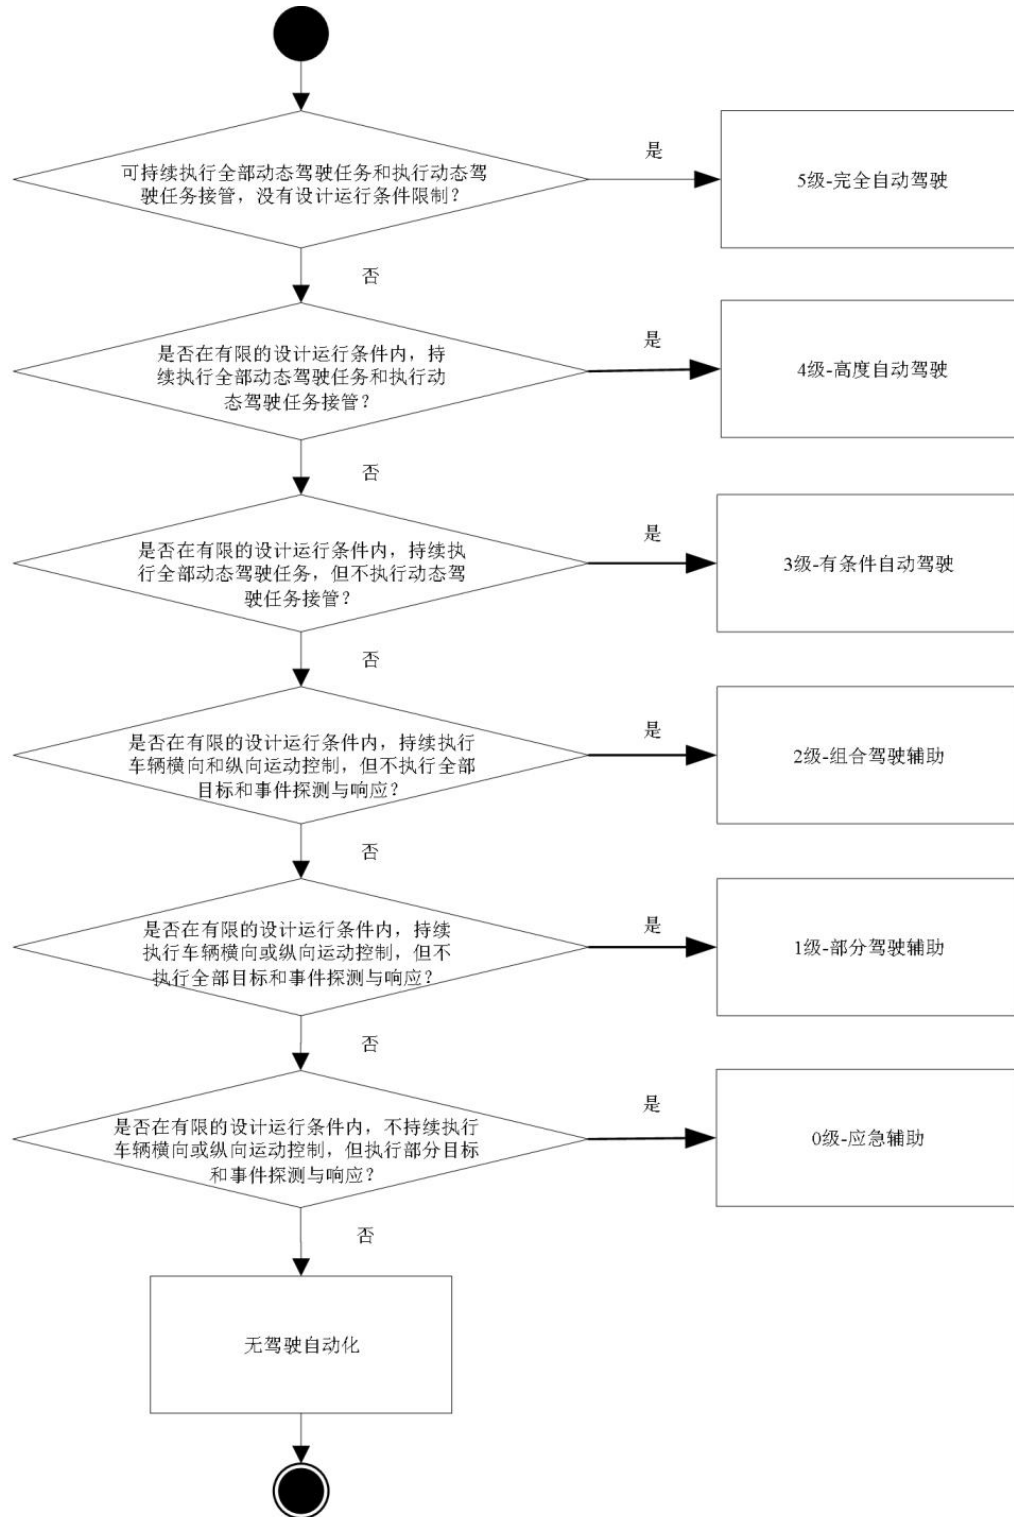 可持续执行全部动态驾驶任务和执行动态驾
驶任务接管，没有设计运行条件限制？
是
5级-完全自动驾驶
否
是否在有限的设计运行条件内，持
续执行全部动态驾驶任务和执行动
态驾驶任务接管？
是
4级-高度自动驾驶
否
是否在有限的设计运行条件内，持续执
行全部动态驾驶任务，但不执行动态驾
驶任务接管？
是
3级-有条件自动驾驶
否
是否在有限的设计运行条件内，持续执行
车辆横向和纵向运动控制，但不执行全部
目标和事件探测与响应？
是
2级-组合驾驶辅助
否
是否在有限的设计运行条件内，持续
执行车辆横向或纵向运动控制，但不
执行全部目标和事件探测与响应？
是
1级-部分驾驶辅助
否
是否在有限的设计运行条件内，不持续执行
车辆横向或纵向运动控制，但执行部分目标
和事件探测与响应？
是
0级-应急辅助
否
无驾驶自动化